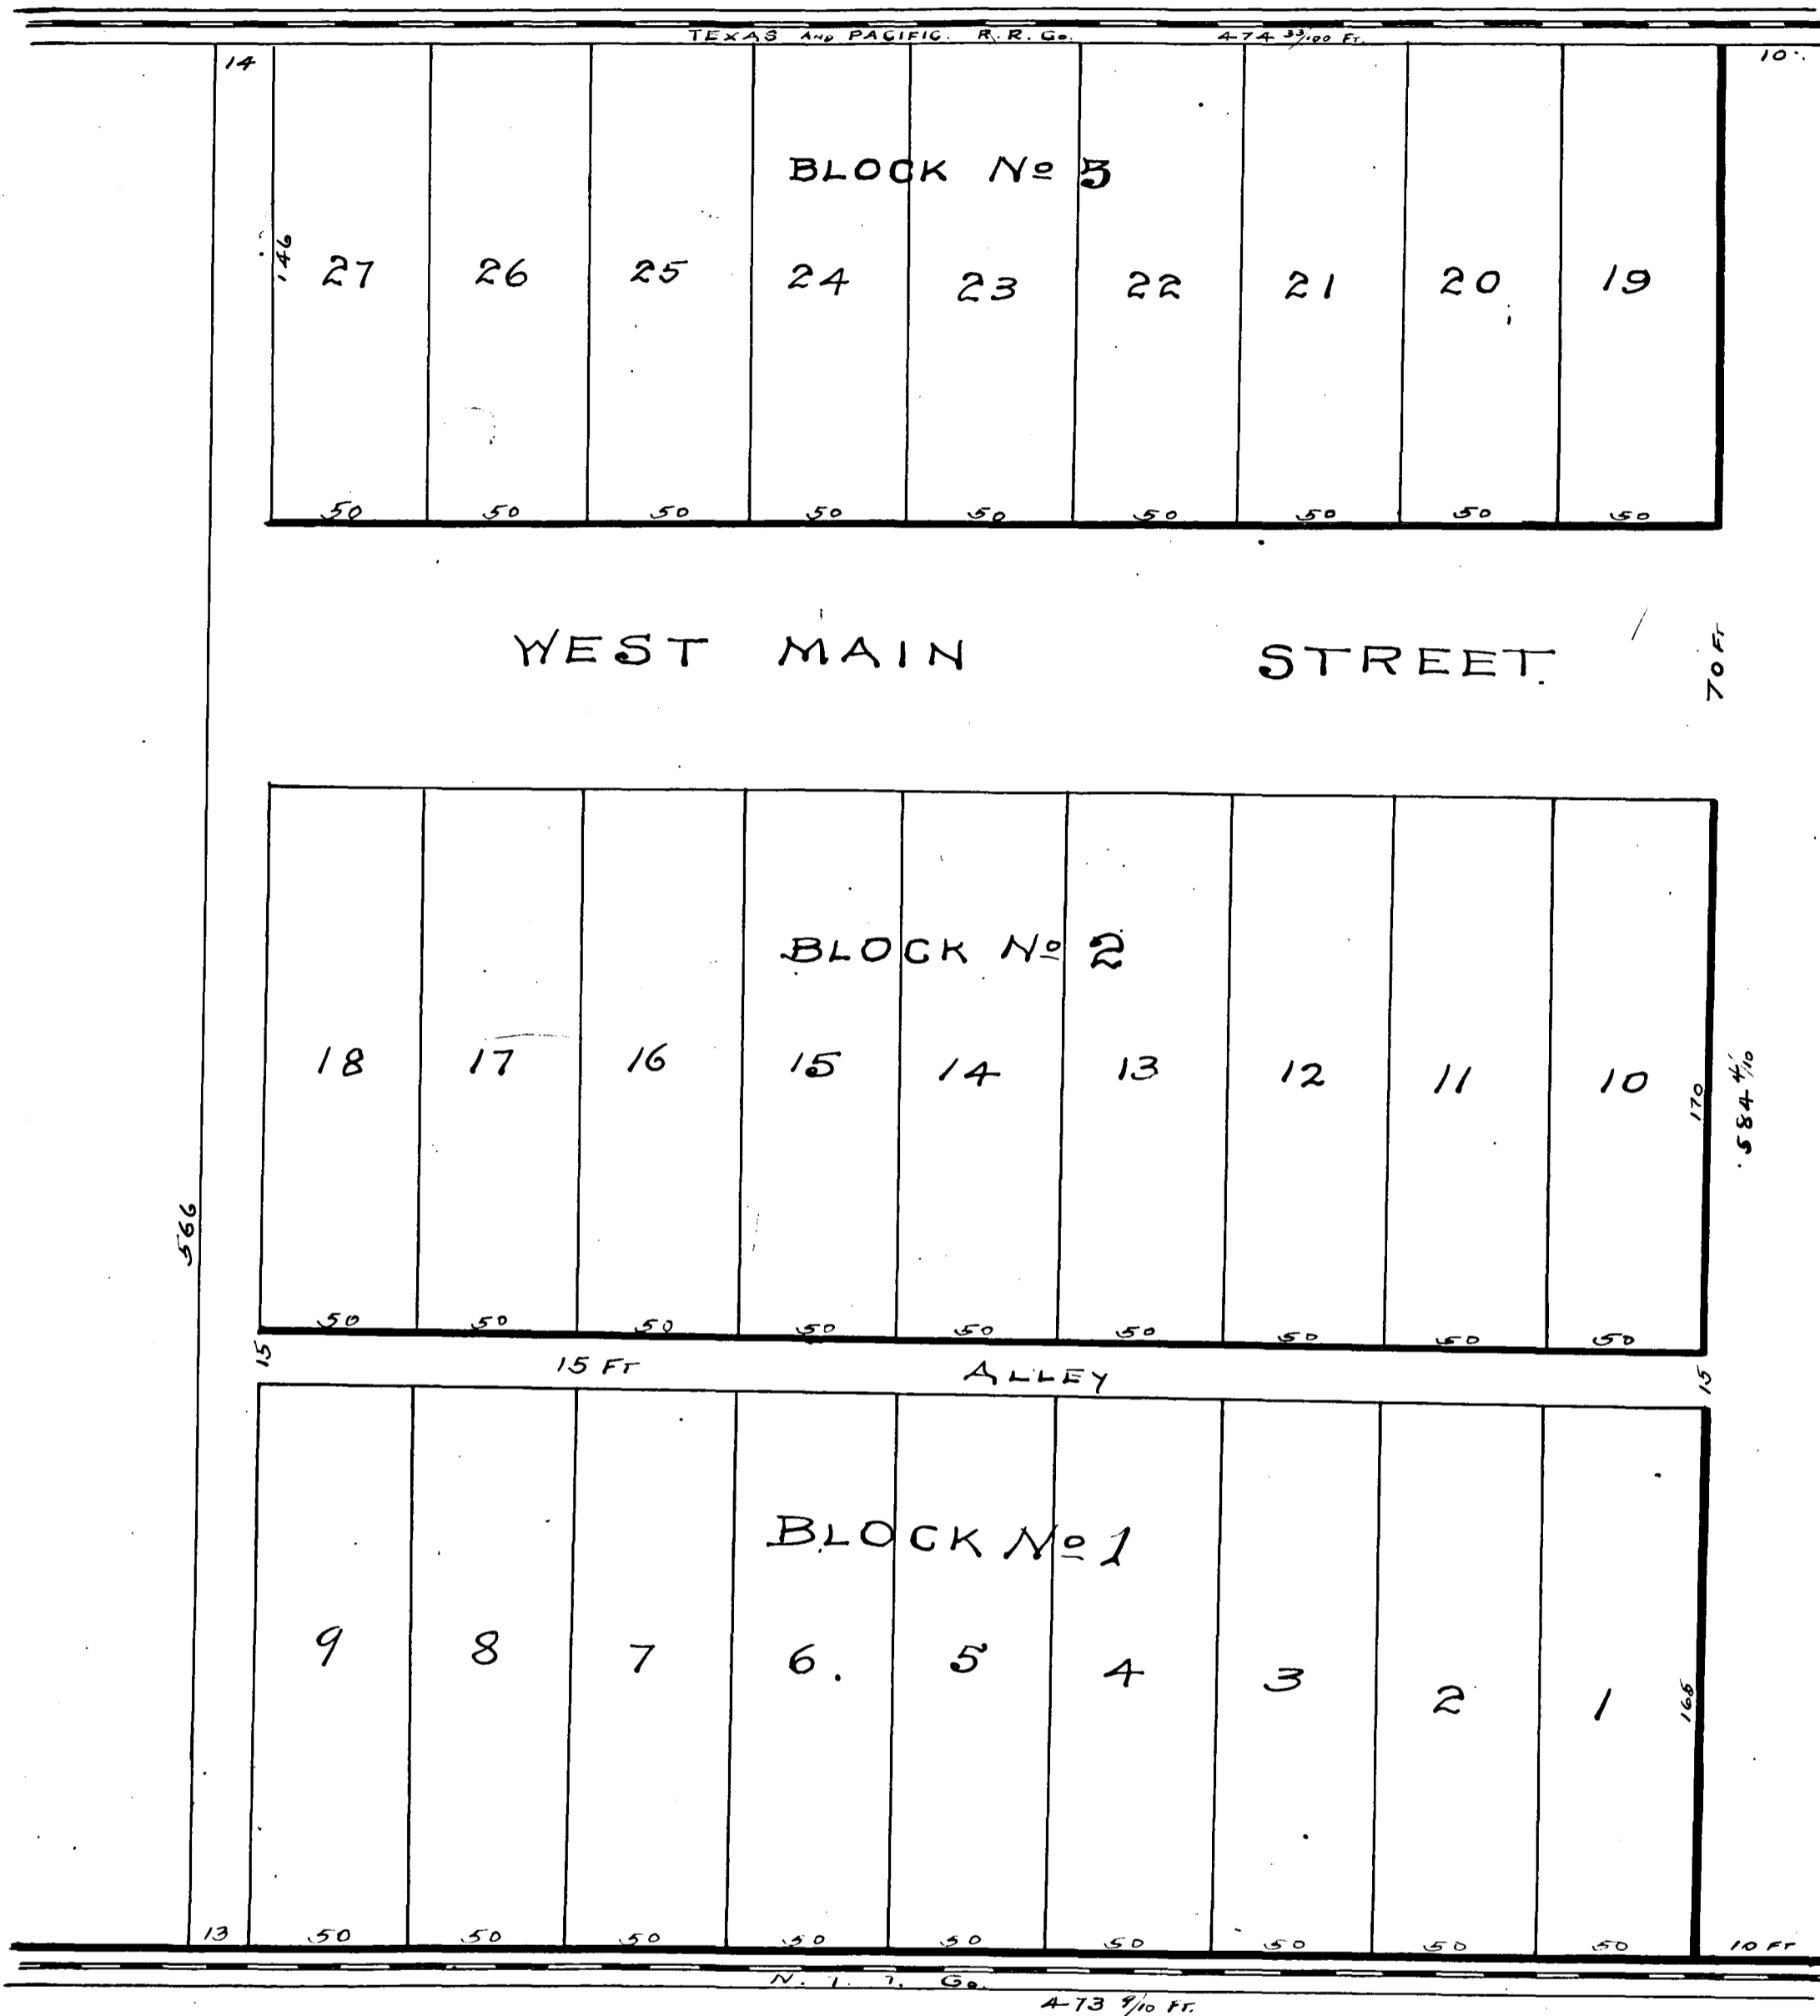 TEXAS AND PACIFIC. R. R. Co. 474 33/100 FT.
14 10
BLOCK No 5
146
27 26 25 24 23 22 21 20 19
50 50 50 50 50 50 50 50 50
WEST MAIN STREET.
70 FT
BLOCK No 2
18 17 16 15 14 13 12 11 10
170
584 4/10
566
50 50 50 50 50 50 50 50 50
15 15 FT ALLEY 15
BLOCK No 1
9 8 7 6. 5 4 3 2 1
165
13 50 50 50 50 50 50 50 50 50 10 FT
N. Co.
473 9/10 FT.